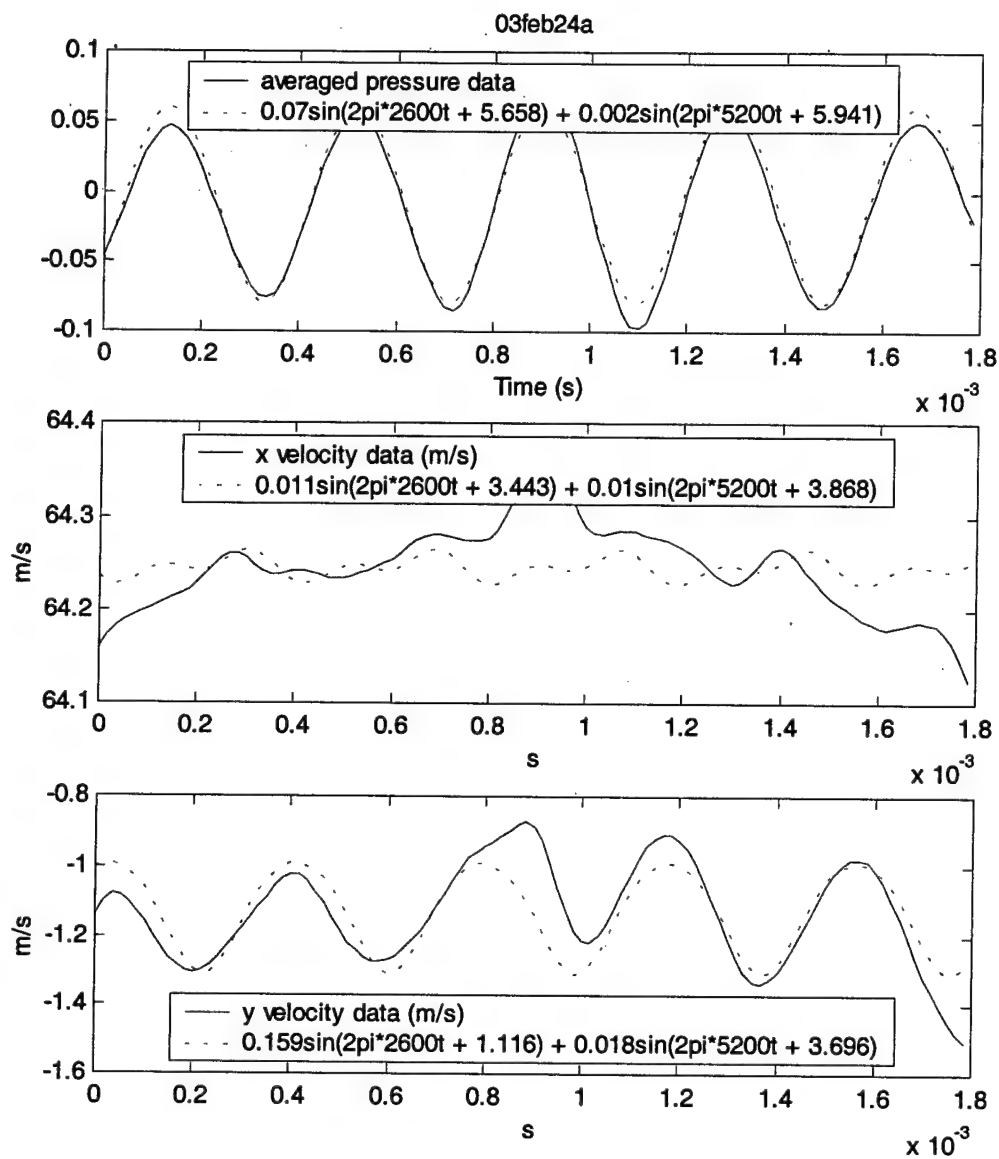 03feb24a
0.1
0.05
0
-0.05
-0.1
averaged pressure data
0.07sin(2pi*2600t + 5.658) + 0.002sin(2pi*5200t + 5.941)
0 0.2 0.4 0.6 0.8 1 1.2 1.4 1.6 1.8
Time (s)
x 10-3
64.4
64.3
64.2
64.1
m/s
x velocity data (m/s)
0.011sin(2pi*2600t + 3.443) + 0.01sin(2pi*5200t + 3.868)
0 0.2 0.4 0.6 0.8 1 1.2 1.4 1.6 1.8
s
x 10-3
-0.8
-1
-1.2
-1.4
-1.6
m/s
y velocity data (m/s)
0.159sin(2pi*2600t + 1.116) + 0.018sin(2pi*5200t + 3.696)
0 0.2 0.4 0.6 0.8 1 1.2 1.4 1.6 1.8
s
x 10-3